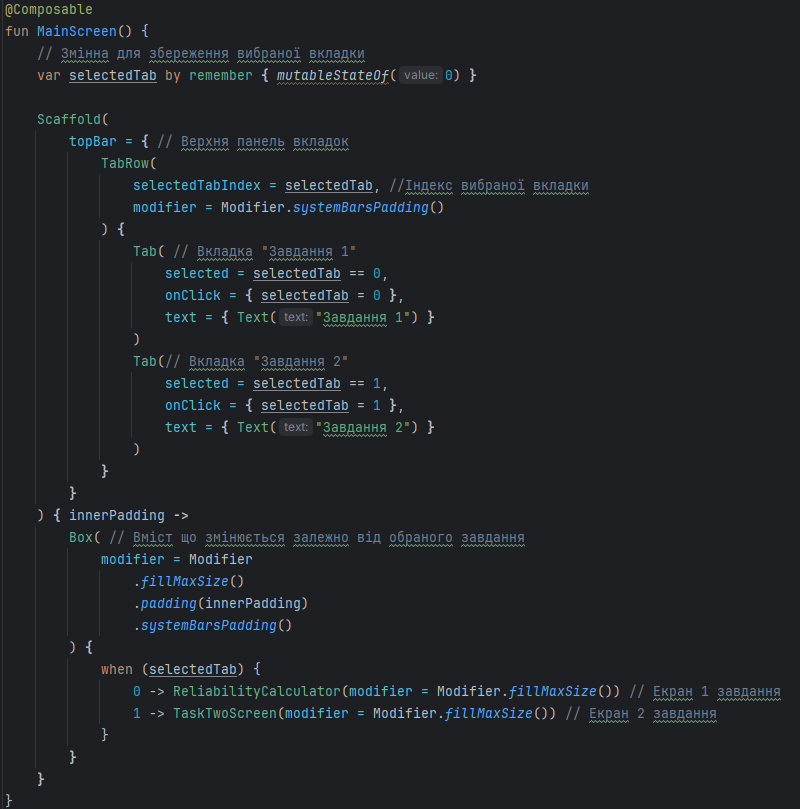 @Composable
fun MainScreen() {
    // Змінна для збереження вибраної вкладки
    var selectedTab by remember { mutableStateOf( value: 0) }

    Scaffold(
        topBar = { // Верхня панель вкладок
            TabRow(
                selectedTabIndex = selectedTab, //Індекс вибраної вкладки
                modifier = Modifier.systemBarsPadding()
            ) {
                Tab( // Вкладка "Завдання 1"
                    selected = selectedTab == 0,
                    onClick = { selectedTab = 0 },
                    text = { Text( text: "Завдання 1") }
                )
                Tab(// Вкладка "Завдання 2"
                    selected = selectedTab == 1,
                    onClick = { selectedTab = 1 },
                    text = { Text( text: "Завдання 2") }
                )
            }
        }
    ) { innerPadding ->
        Box( // Вміст що змінюється залежно від обраного завдання
            modifier = Modifier
                .fillMaxSize()
                .padding(innerPadding)
                .systemBarsPadding()
        ) {
            when (selectedTab) {
                0 -> ReliabilityCalculator(modifier = Modifier.fillMaxSize()) // Екран 1 завдання
                1 -> TaskTwoScreen(modifier = Modifier.fillMaxSize()) // Екран 2 завдання
            }
        }
    }
}